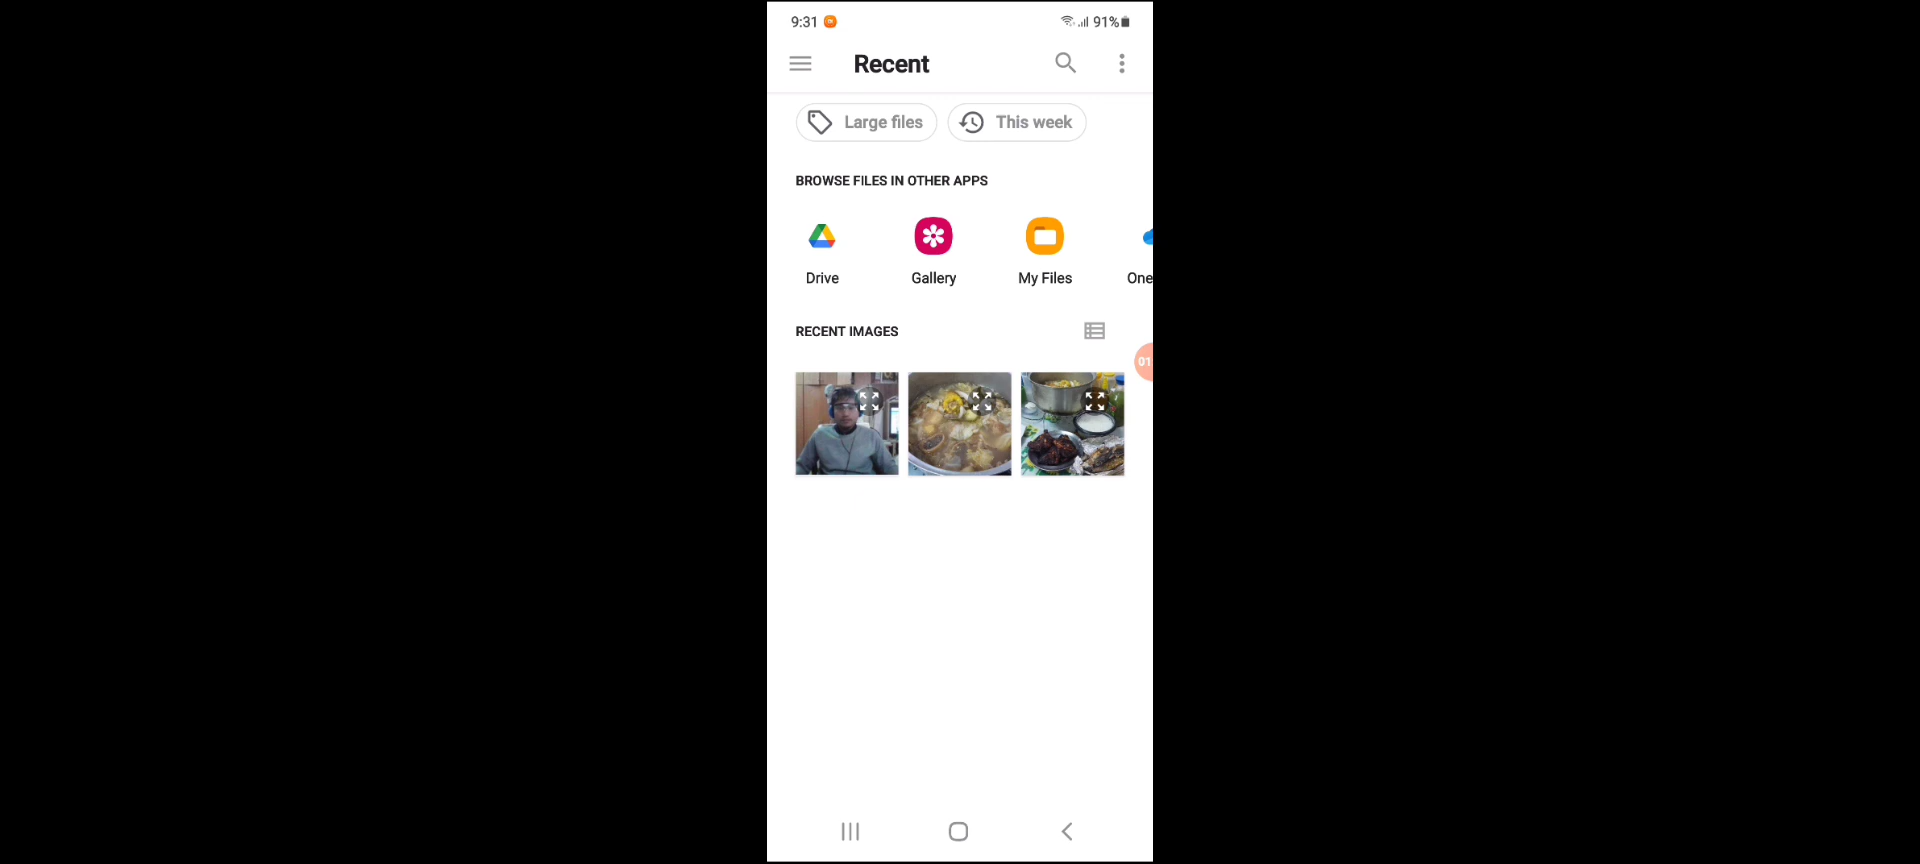 9:31 91%
Recent
Large files This week
BROWSE FILES IN OTHER APPS
Drive Gallery My Files One
RECENT IMAGES
01